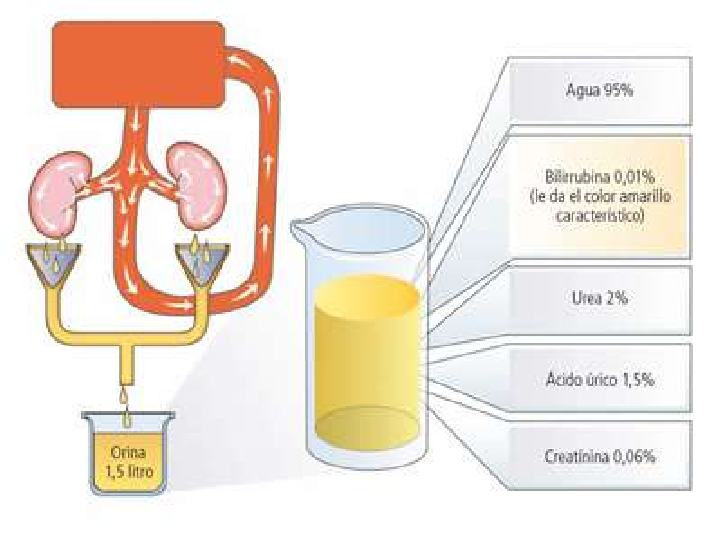 Agua 95%
Bilirrubina 0,01%
(le da el color amarillo
característico)
Urea 2%
Ácido úrico 1,5%
Creatinina 0,06%
Orina
1,5 litro